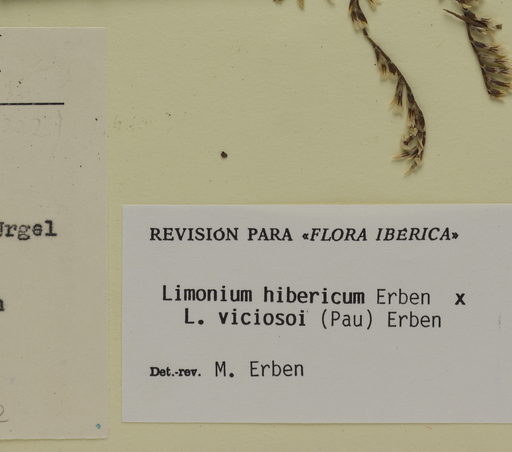 Urgel
REVISIÓN PARA «FLORA IBÉRICA»
Limonium hibericum Erben x
L. viciosoi (Pau) Erben
Det.-rev. M. Erben